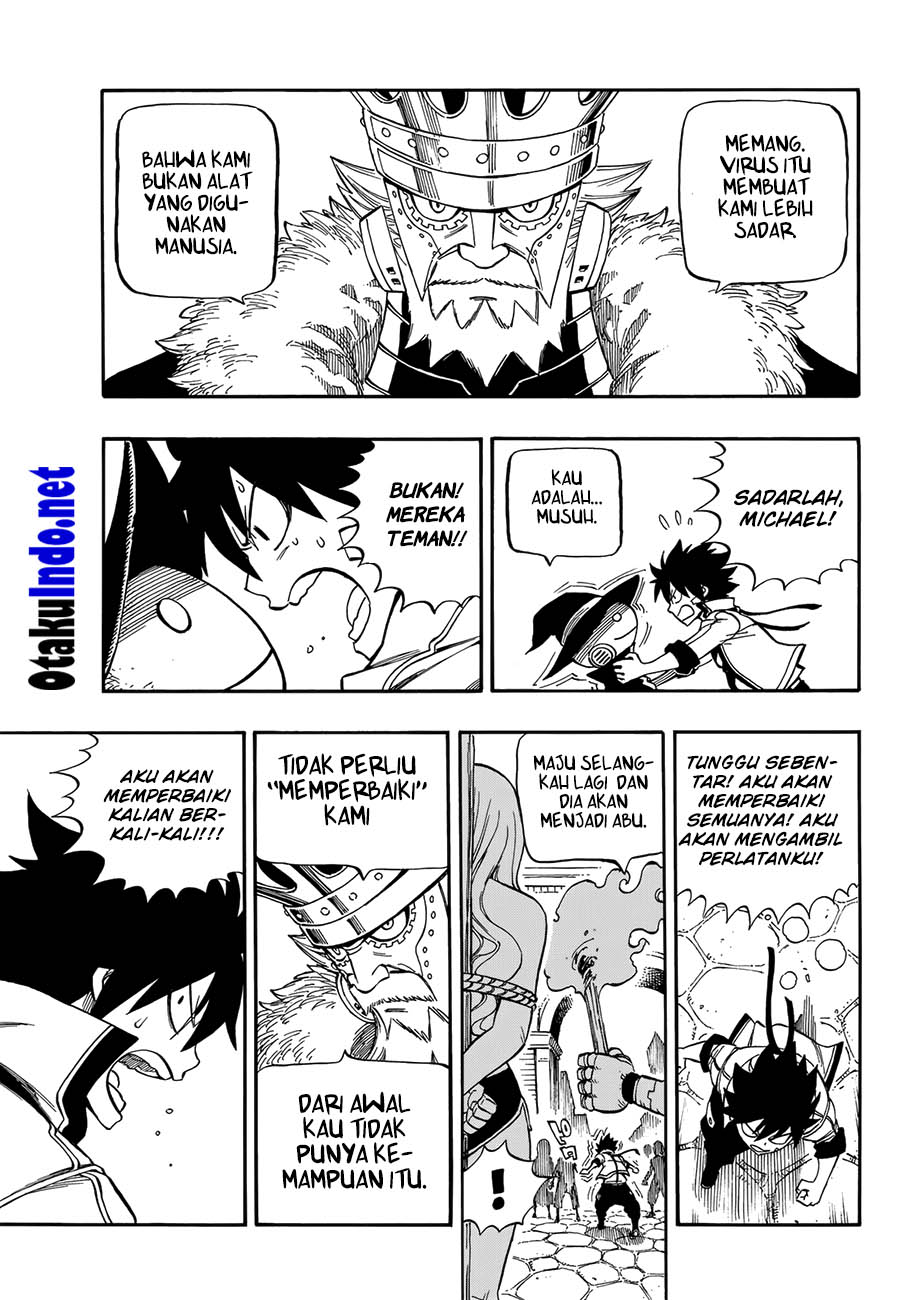 MEMANG.
VIRUS ITU
MEMBUAT
KAMI LEBIH
SADAR.
BAHWA KAMI
BUKAN ALAT
YANG DIGU-
NAKAN
MANUSIA.
SADARLAH,
MICHAEL!
KAU
ADALAH...
MUSUH.
BUKAN!
MEREKA
TEMAN!!
TUNGGU SEBEN-
TAR! AKU AKAN
MEMPERBAIKI
SEMUANYA! AKU
AKAN MENGAMBIL
PERLATANKU!
MAJU SELANG-
KAH LAGI DAN
DIA AKAN
MENJADI ABU.
!
TIDAK PERLIU
"MEMPERBAIKI"
KAMI
DARI AWAL
KAU TIDAK
PUNYA KE-
MAMPUAN ITU.
AKU AKAN
MEMPERBAIKI
KALIAN BER-
KALI-KALI!!!
OtakuIndo.net